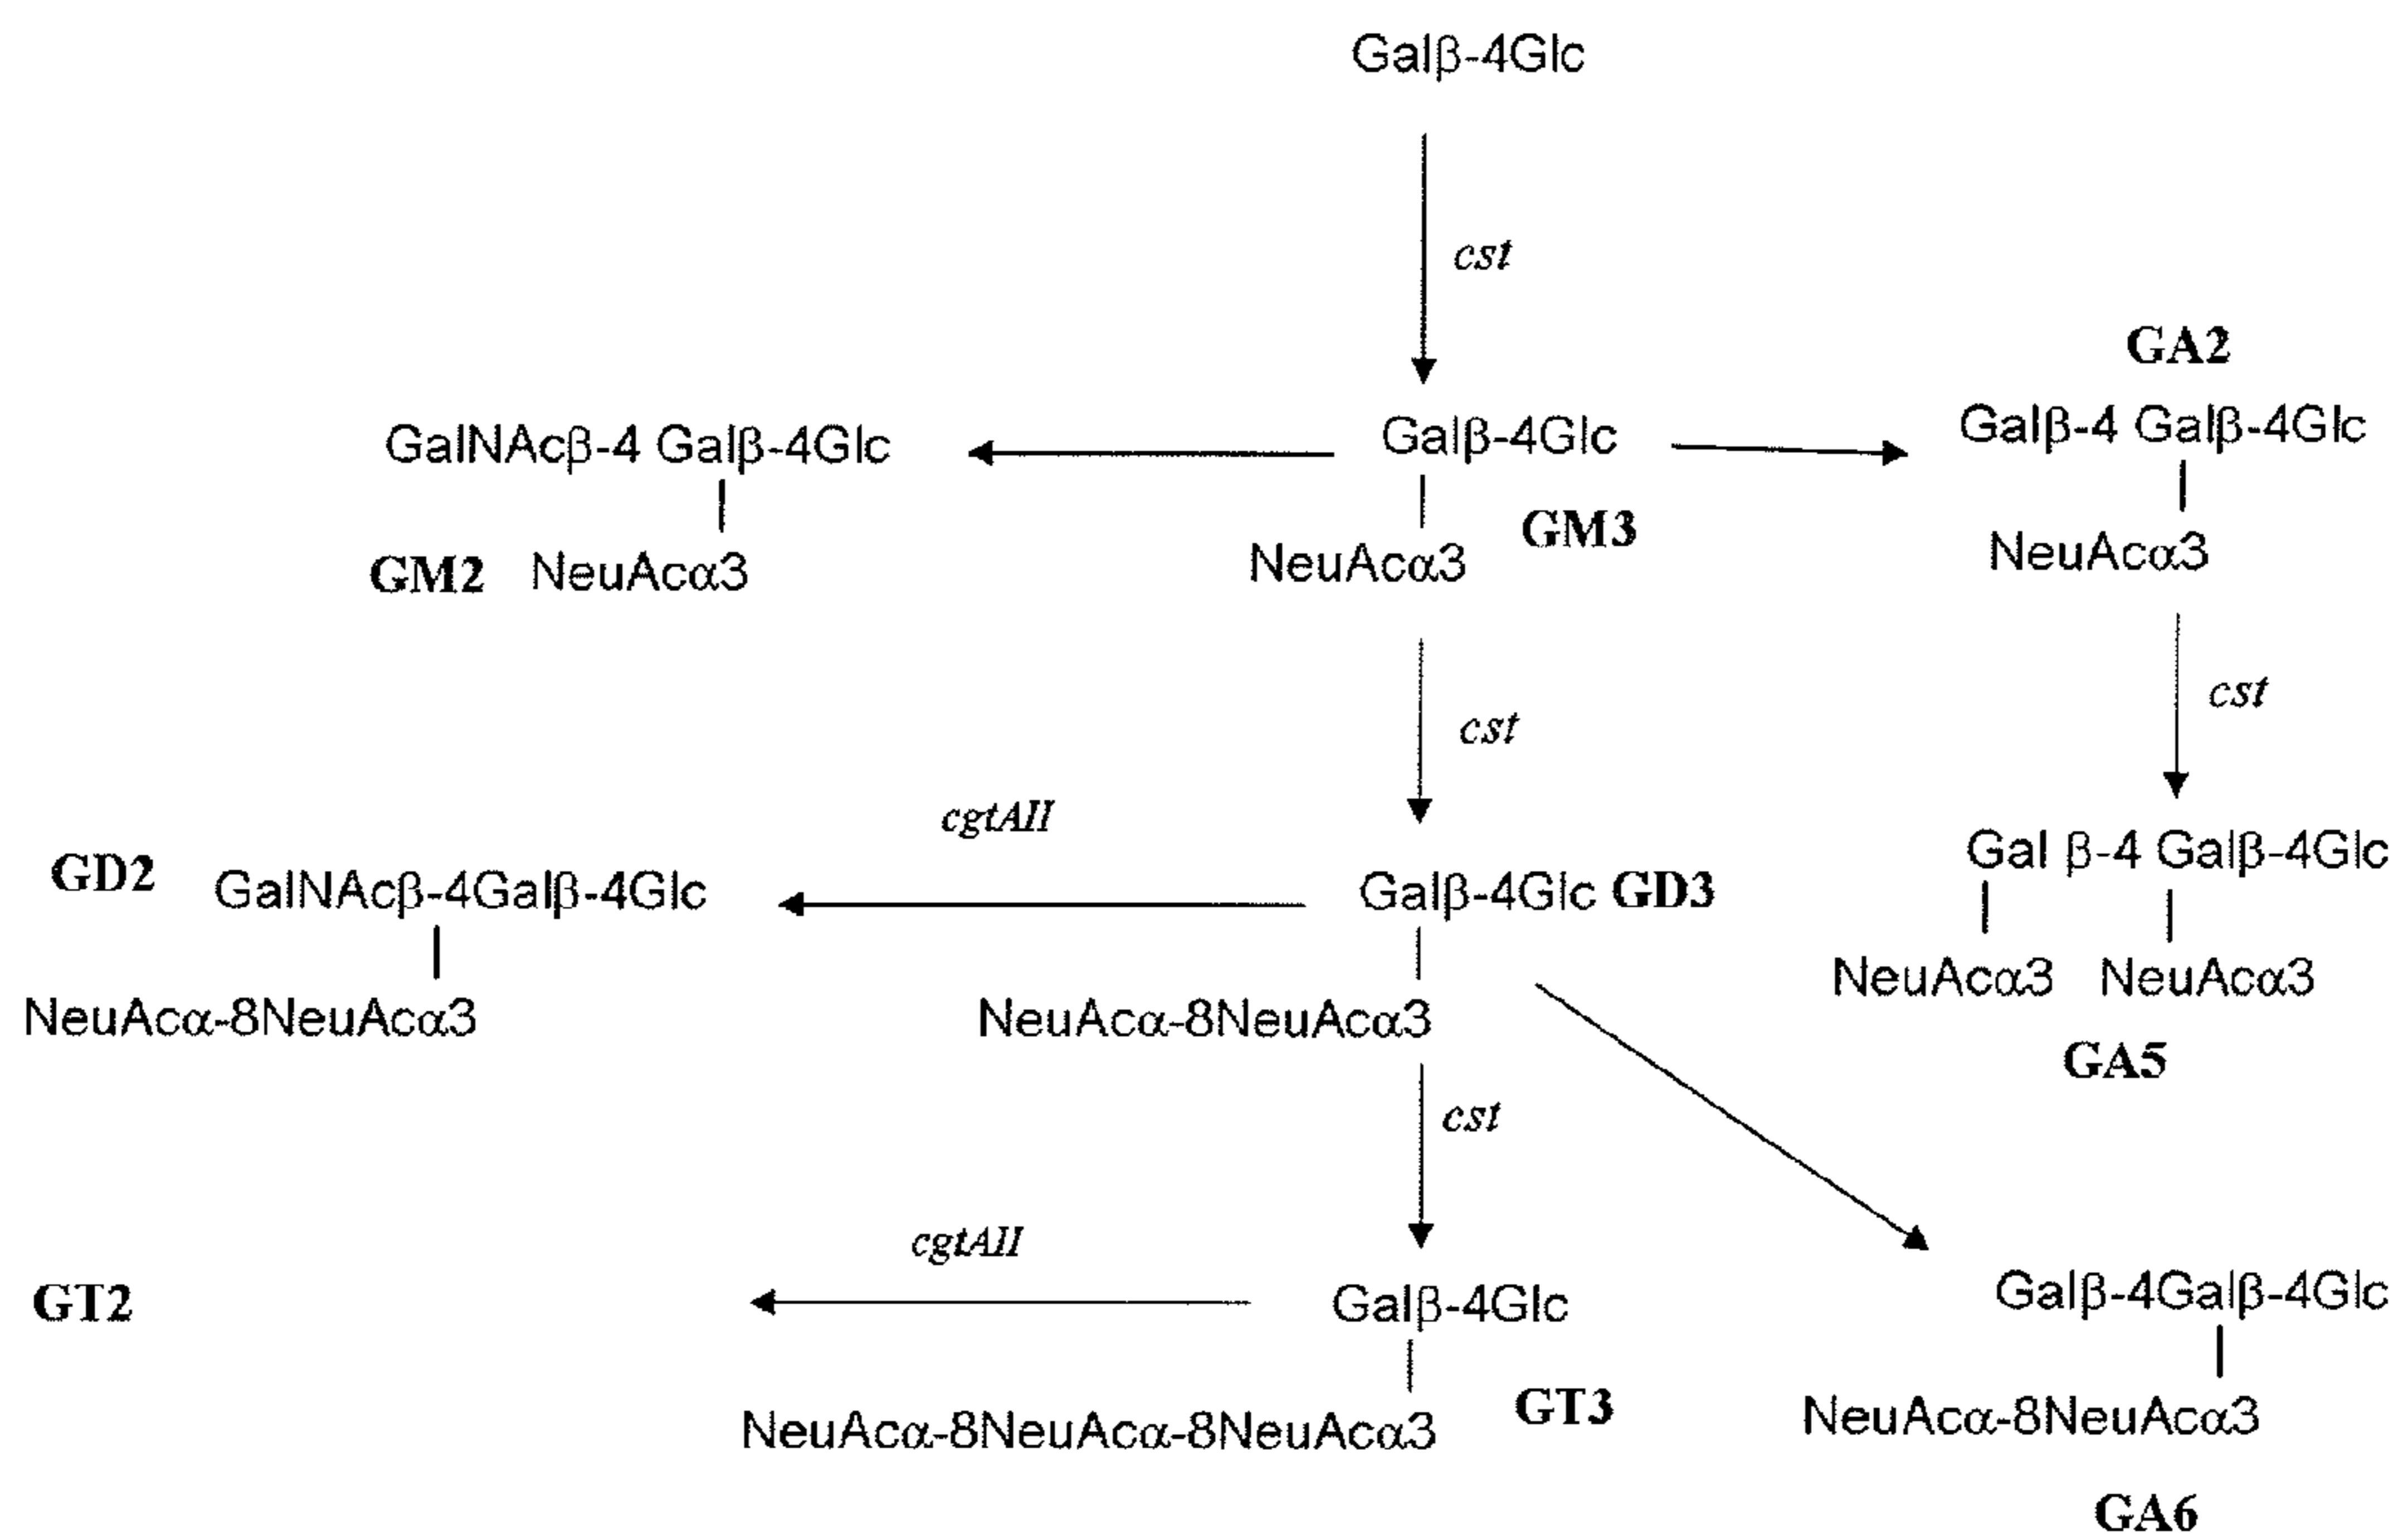 Galβ-4Glc
cst
GA2
GalNAcβ-4 Galβ-4Glc
Galβ-4Glc
Galβ-4 Galβ-4Glc
GM2 NeuAcα3
NeuAcα3
GM3
NeuAcα3
cst
cst
cgtAII
GD2 GalNAcβ-4Galβ-4Glc
Galβ-4Glc GD3
Gal β-4 Galβ-4Glc
NeuAcα-8NeuAcα3
NeuAcα-8NeuAcα3
NeuAcα3 NeuAcα3
GA5
cst
cgtAII
GT2
Galβ-4Glc
Galβ-4Galβ-4Glc
NeuAcα-8NeuAcα-8NeuAcα3
GT3
NeuAcα-8NeuAcα3
GA6